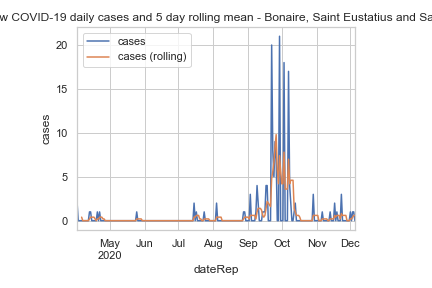 w COVID-19 daily cases and 5 day rolling mean - Bonaire, Saint Eustatius and Sa
cases
cases (rolling)
20
15
10
5
0
cases
May Jun Jul Aug Sep Oct Nov Dec
2020
dateRep